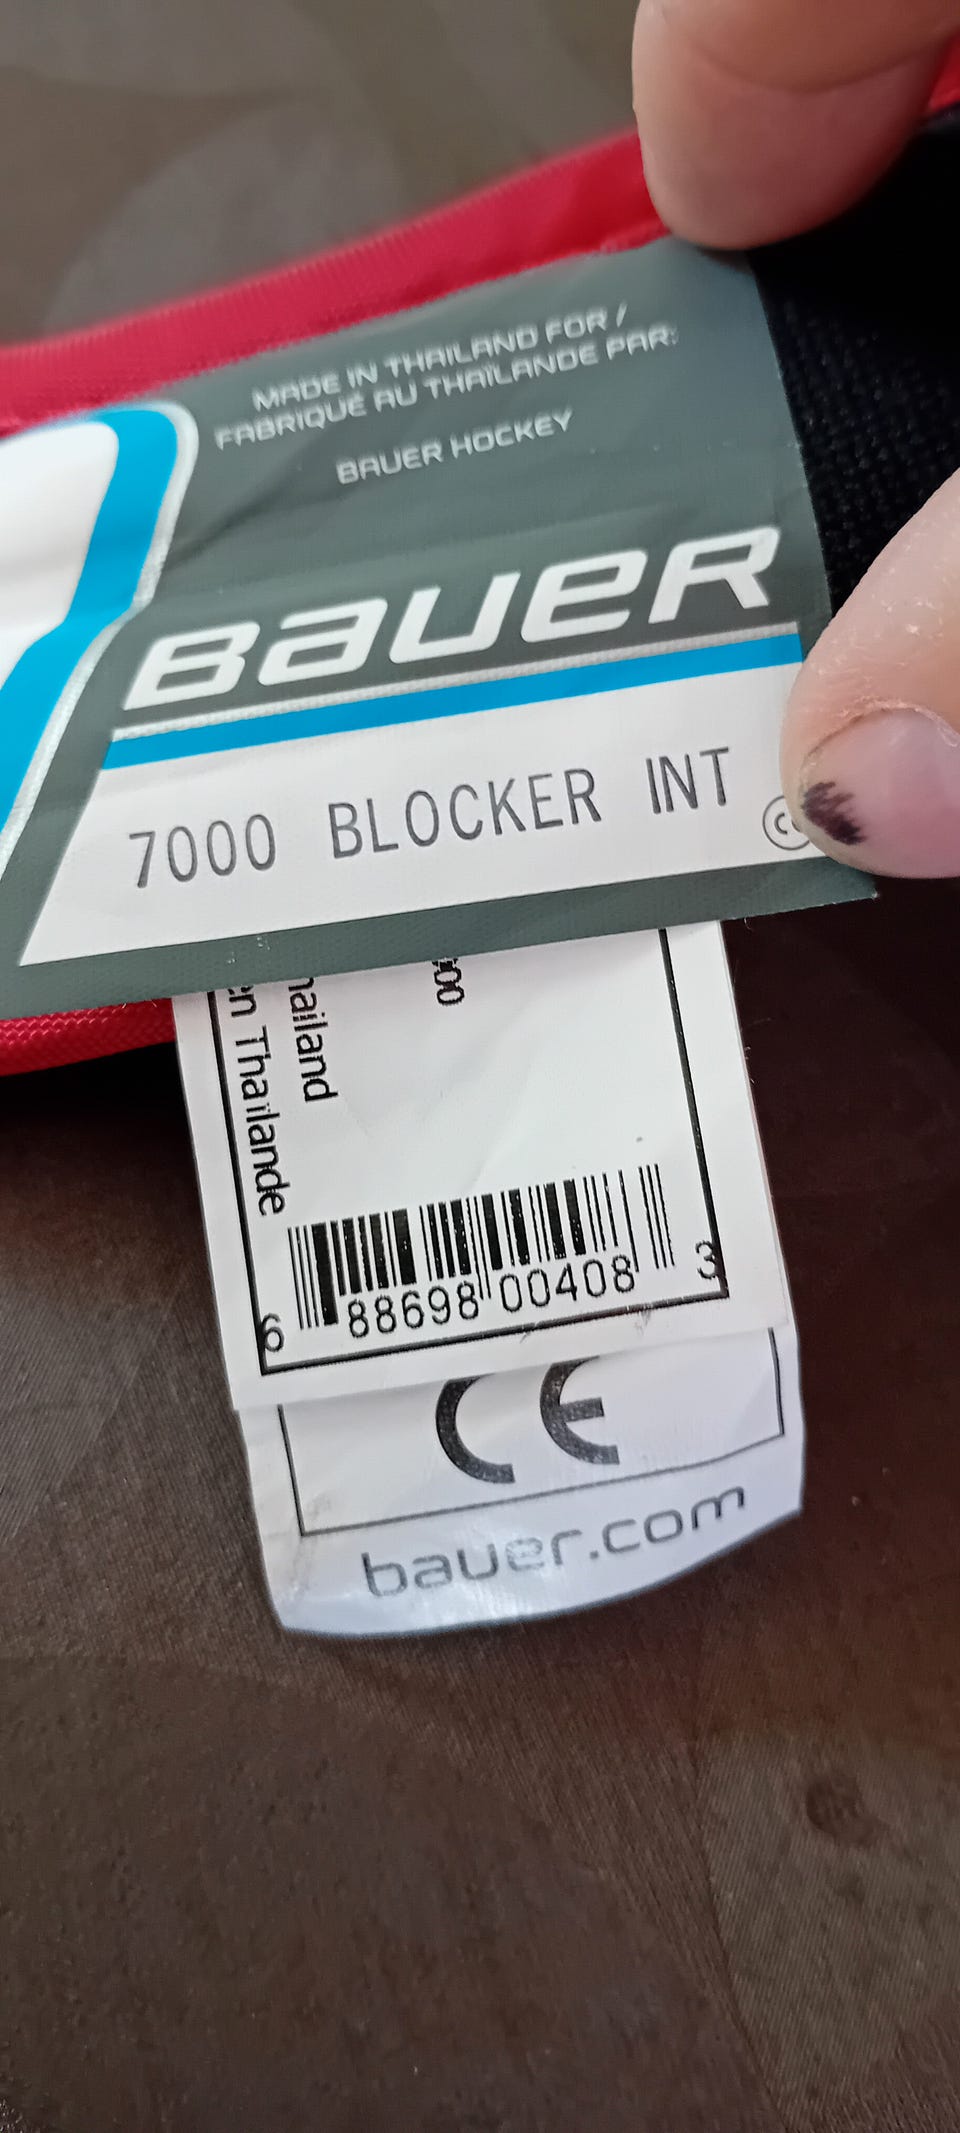 MADE IN THAILAND FOR /
FABRIQUÉ AU THAÏLANDE PAR:
BAUER HOCKEY
BAUER
7000 BLOCKER INT
Thailande
6 88698 00408 3
CE
bauer.com